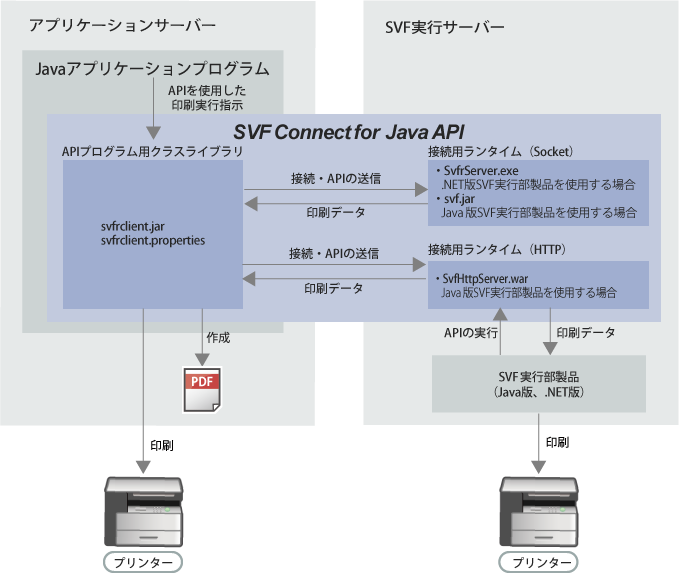 アプリケーションサーバー
SVF実行サーバー
Javaアプリケーションプログラム
APIを使用した
印刷実行指示
SVF Connect for Java API
APIプログラム用クラスライブラリ
svfrclient.jar
svfrclient.properties
接続・APIの送信
印刷データ
接続・APIの送信
印刷データ
接続用ランタイム（Socket）
・SvfrServer.exe
.NET版SVF実行部製品を使用する場合
・svf.jar
Java 版SVF実行部製品を使用する場合
接続用ランタイム（HTTP）
・SvfHttpServer.war
Java 版SVF実行部製品を使用する場合
作成
PDF
APIの実行
印刷データ
SVF 実行部製品
（Java版、.NET版）
印刷
印刷
プリンター
プリンター